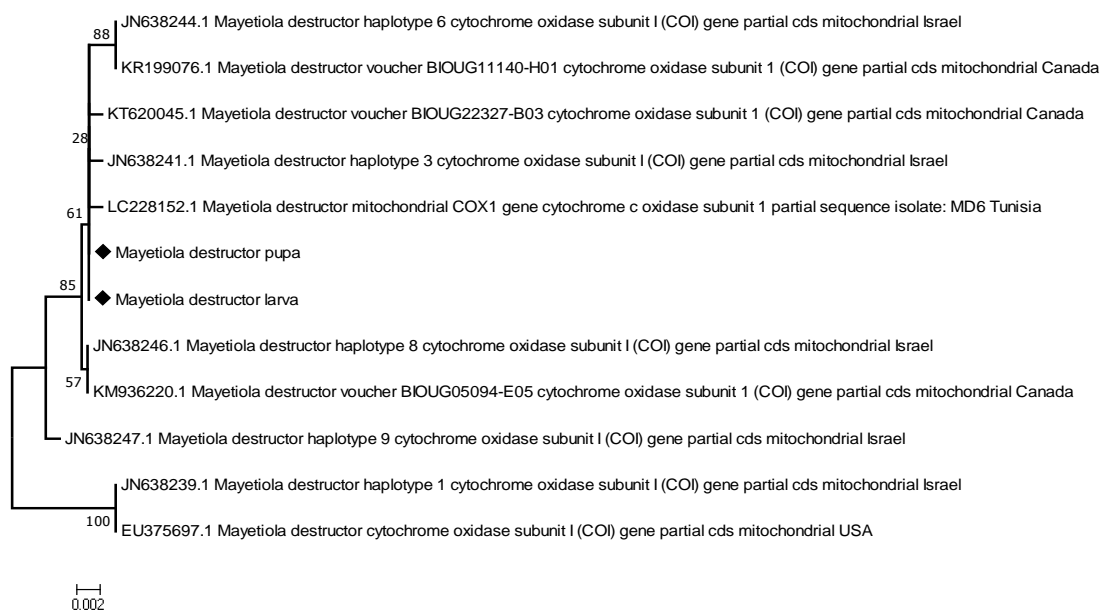 88
JN638244.1 Mayetiola destructor haplotype 6 cytochrome oxidase subunit I (COI) gene partial cds mitochondrial Israel
KR199076.1 Mayetiola destructor voucher BIOUG11140-H01 cytochrome oxidase subunit 1 (COI) gene partial cds mitochondrial Canada
KT620045.1 Mayetiola destructor voucher BIOUG22327-B03 cytochrome oxidase subunit 1 (COI) gene partial cds mitochondrial Canada
28
JN638241.1 Mayetiola destructor haplotype 3 cytochrome oxidase subunit I (COI) gene partial cds mitochondrial Israel
LC228152.1 Mayetiola destructor mitochondrial COX1 gene cytochrome c oxidase subunit 1 partial sequence isolate: MD6 Tunisia
61
Mayetiola destructor pupa
85
Mayetiola destructor larva
JN638246.1 Mayetiola destructor haplotype 8 cytochrome oxidase subunit I (COI) gene partial cds mitochondrial Israel
57
KM936220.1 Mayetiola destructor voucher BIOUG05094-E05 cytochrome oxidase subunit 1 (COI) gene partial cds mitochondrial Canada
JN638247.1 Mayetiola destructor haplotype 9 cytochrome oxidase subunit I (COI) gene partial cds mitochondrial Israel
JN638239.1 Mayetiola destructor haplotype 1 cytochrome oxidase subunit I (COI) gene partial cds mitochondrial Israel
100
EU375697.1 Mayetiola destructor cytochrome oxidase subunit I (COI) gene partial cds mitochondrial USA
0.002